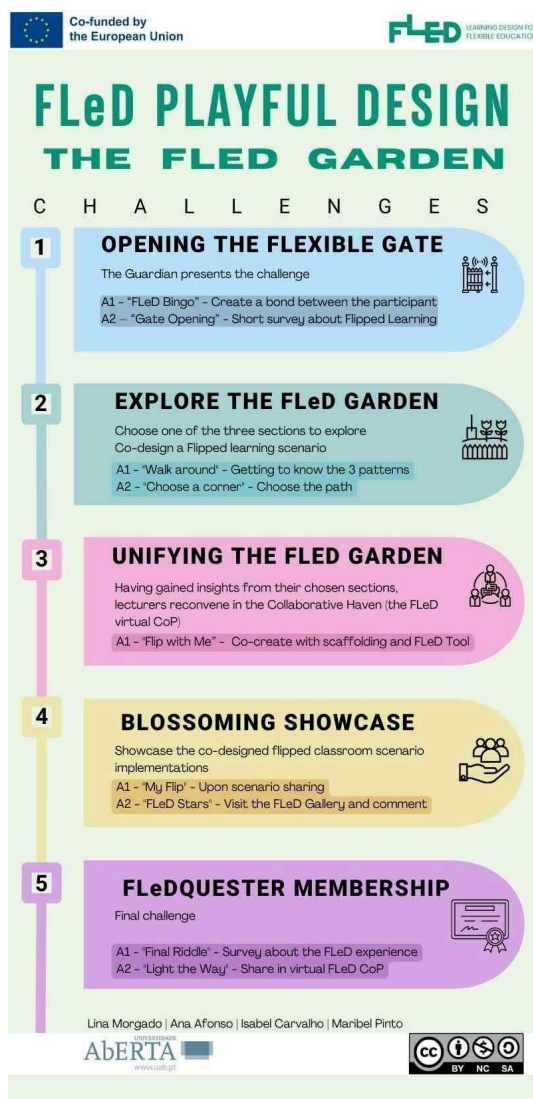 Co-funded by
the European Union
FLeD
LEARNING DESIGN FO
FLEXIBLE EDUCATIO
FLeD PLAYFUL DESIGN
THE FLED GARDEN
CHALLENGES
1
OPENING THE FLEXIBLE GATE
The Guardian presents the challenge
A1 - “FLeD Bingo” - Create a bond between the participant
A2 – “Gate Opening” - Short survey about Flipped Learning
2
EXPLORE THE FLeD GARDEN
Choose one of the three sections to explore
Co-design a Flipped learning scenario
A1 - "Walk around" - Getting to know the 3 patterns
A2 - "Choose a corner" - Choose the path
3
UNIFYING THE FLED GARDEN
Having gained insights from their chosen sections,
lecturers reconvene in the Collaborative Haven (the FLeD
virtual CoP)
A1 - "Flip with Me” - Co-create with scaffolding and FLeD Tool
4
BLOSSOMING SHOWCASE
Showcase the co-designed flipped classroom scenario
implementations
A1 - "My Flip" - Upon scenario sharing
A2 - "FLeD Stars" - Visit the FLeD Gallery and comment
5
FLeDQUESTER MEMBERSHIP
Final challenge
A1 - "Final Riddle" - Survey about the FLeD experience
A2 - "Light the Way" - Share in virtual FLeD CoP
Lina Morgado | Ana Afonso | Isabel Carvalho | Maribel Pinto
UNIVERSIDADE
AbERTA
www.uab.pt
cc
BY NC SA